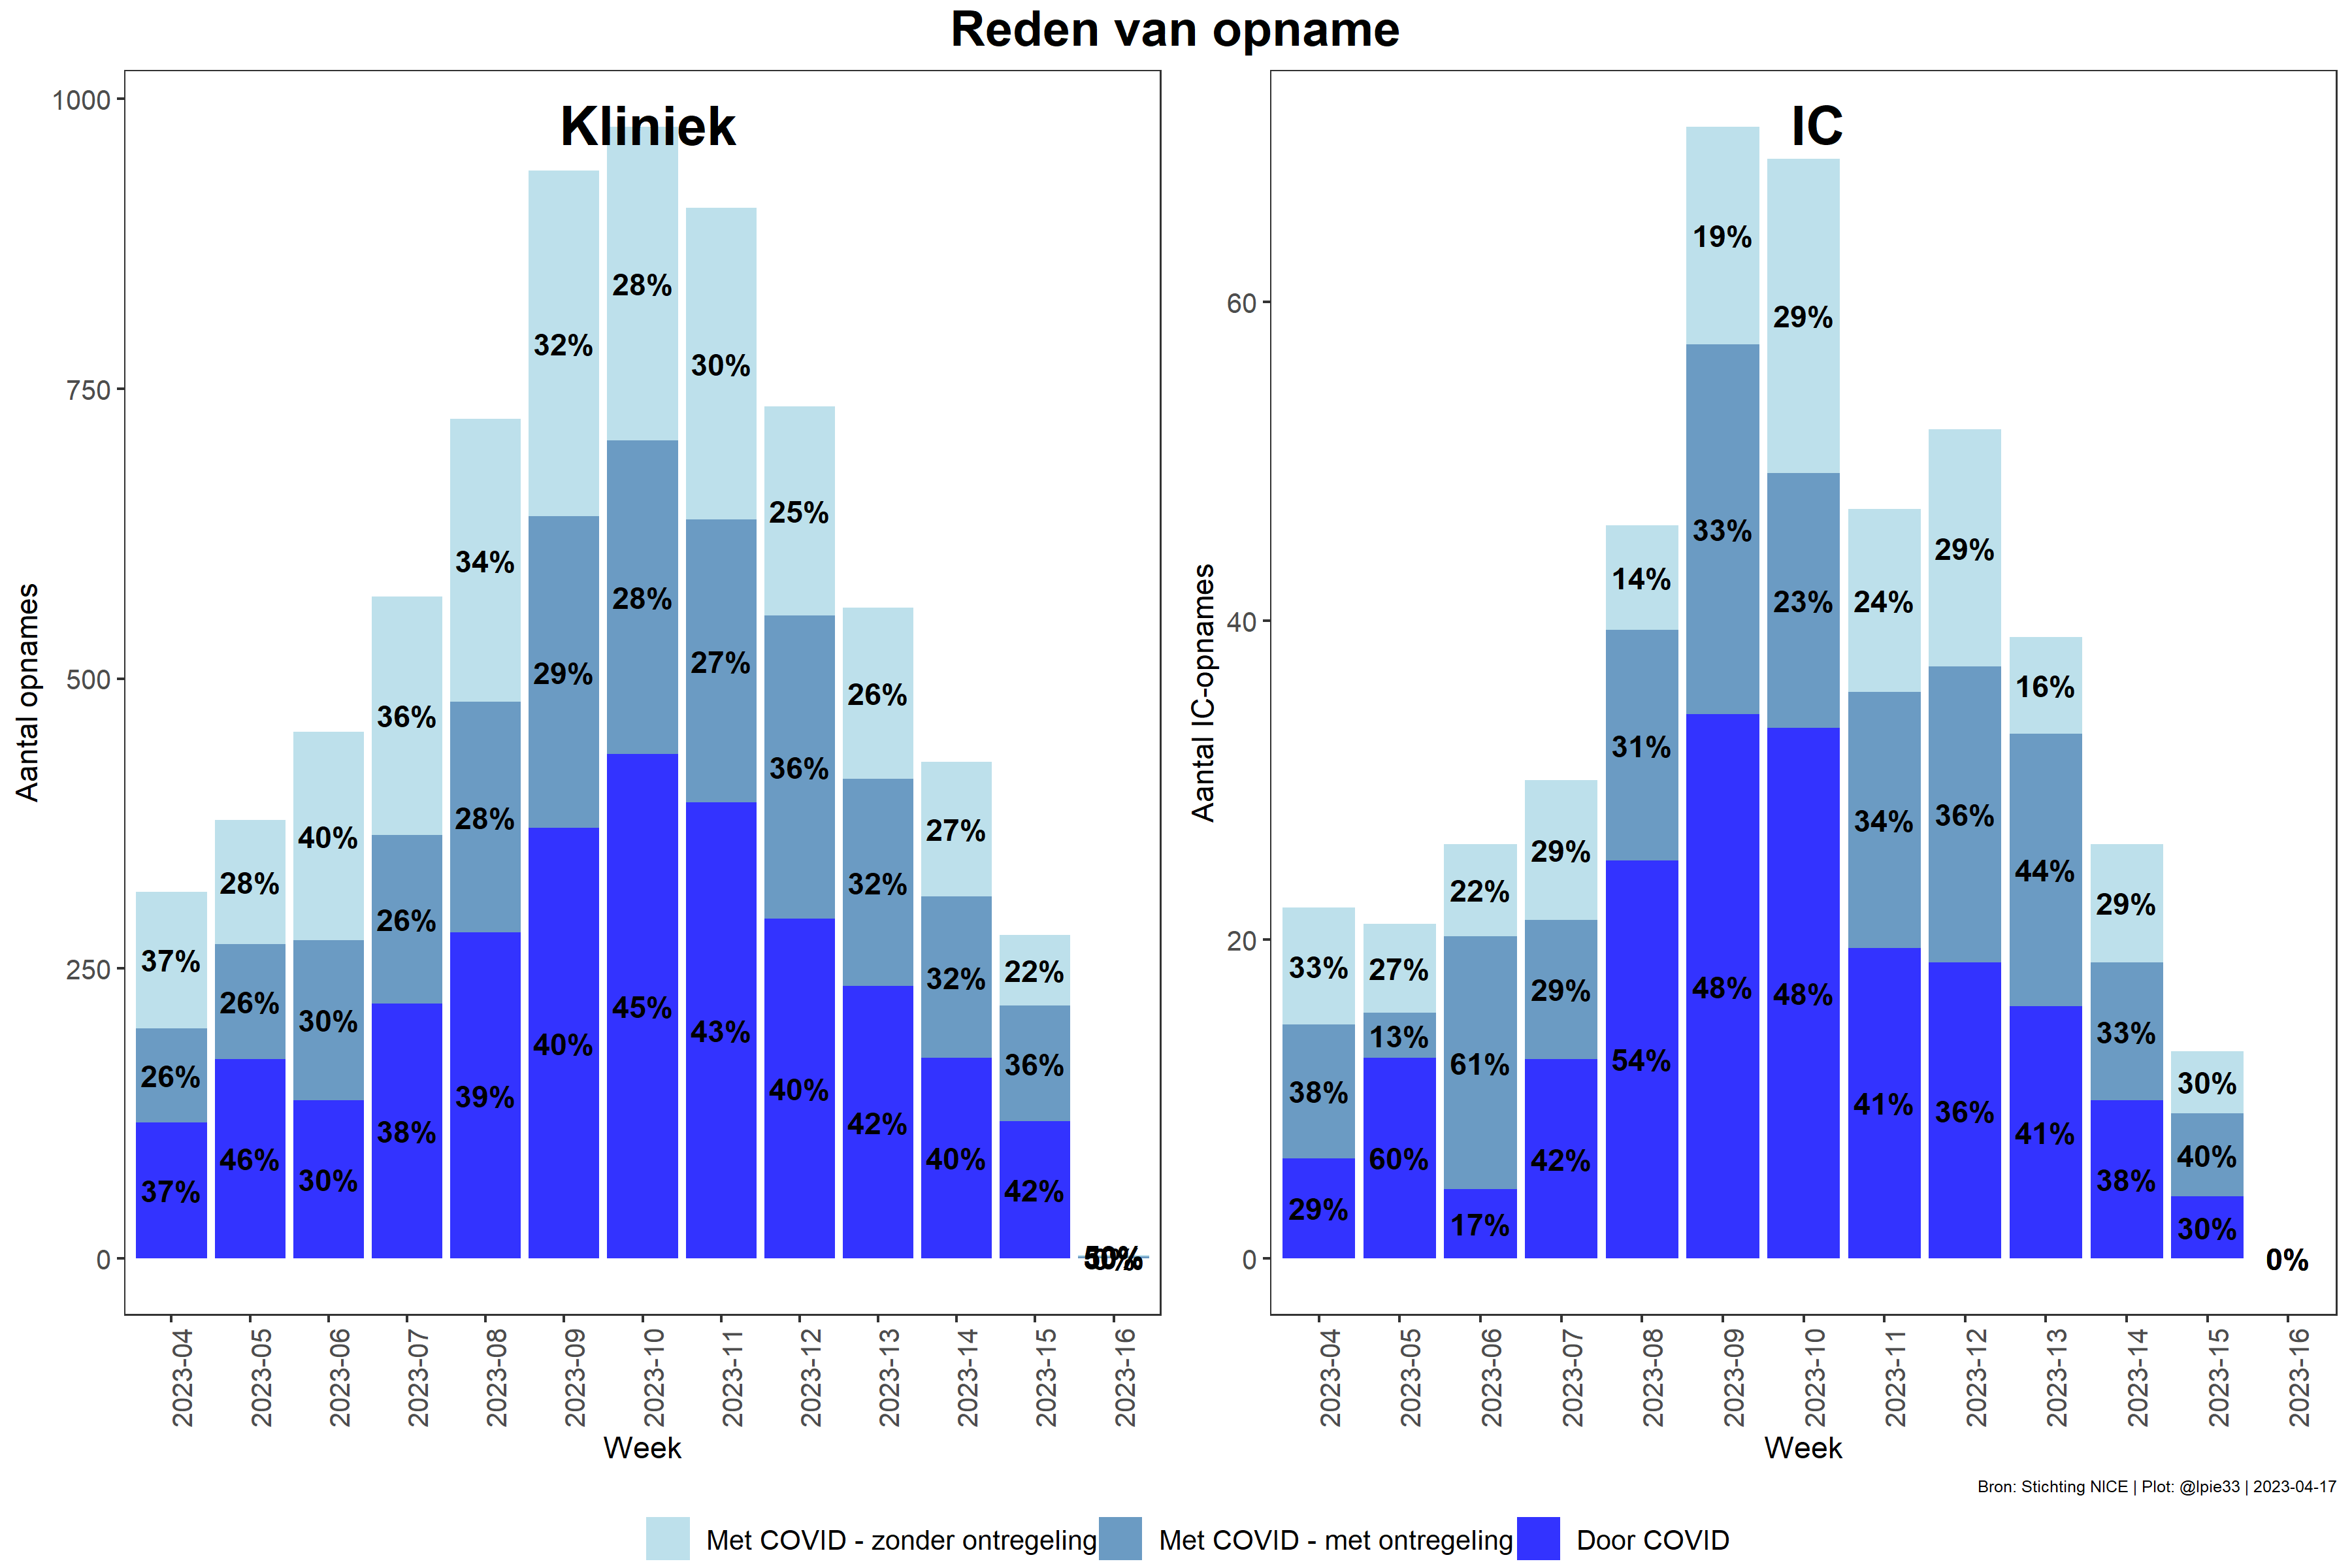 Reden van opname
Kliniek
Aantal opnames
1000
750
500
250
0
37% 28% 40% 36% 34% 32% 28% 30% 25% 26% 27% 22%
26% 26% 30% 26% 28% 29% 28% 27% 36% 32% 32% 36%
37% 46% 30% 38% 39% 40% 45% 43% 40% 42% 40% 42%
50%
2023-04 2023-05 2023-06 2023-07 2023-08 2023-09 2023-10 2023-11 2023-12 2023-13 2023-14 2023-15 2023-16
Week
IC
Aantal IC-opnames
60
40
20
0
33% 27% 22% 29% 14% 19% 29% 24% 29% 16% 29% 30%
38% 13% 61% 29% 31% 33% 23% 34% 36% 44% 33% 40%
29% 60% 17% 42% 54% 48% 48% 41% 36% 41% 38% 30%
0%
2023-04 2023-05 2023-06 2023-07 2023-08 2023-09 2023-10 2023-11 2023-12 2023-13 2023-14 2023-15 2023-16
Week
Bron: Stichting NICE | Plot: @lpie33 | 2023-04-17
Met COVID - zonder ontregeling Met COVID - met ontregeling Door COVID